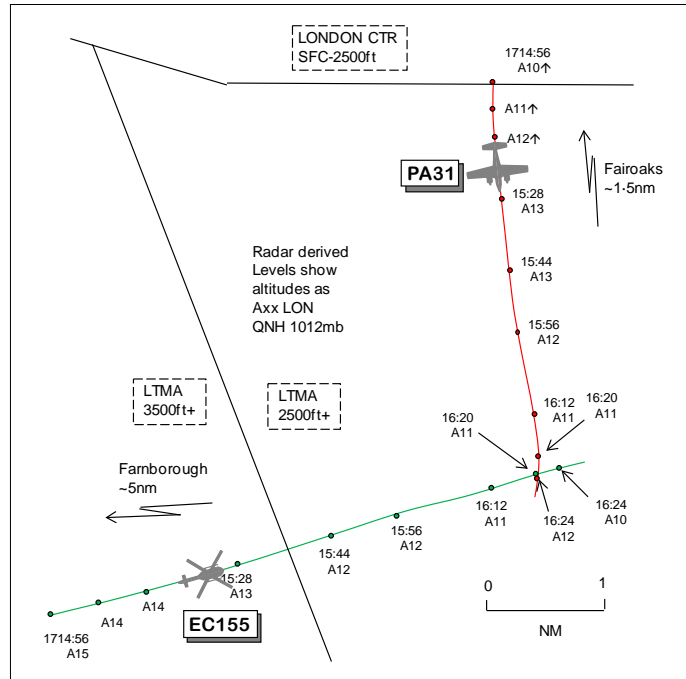 LONDON CTR
SFC-2500ft
1714:56
A10↑
A11↑
A12↑
PA31
Fairoaks
~1·5nm
15:28
A13
Radar derived
Levels show
altitudes as
Axx LON
QNH 1012mb
15:44
A13
15:56
A12
LTMA
3500ft+
LTMA
2500ft+
16:12
A11
16:20
A11
16:20
A11
Farnborough
~5nm
16:12
A11
16:24
A12
16:24
A10
15:56
A12
15:44
A12
15:28
A13
A14
A14
1714:56
A15
EC155
0
1
NM